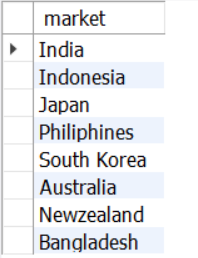 market
India
Indonesia
Japan
Philiphines
South Korea
Australia
Newzealand
Bangladesh